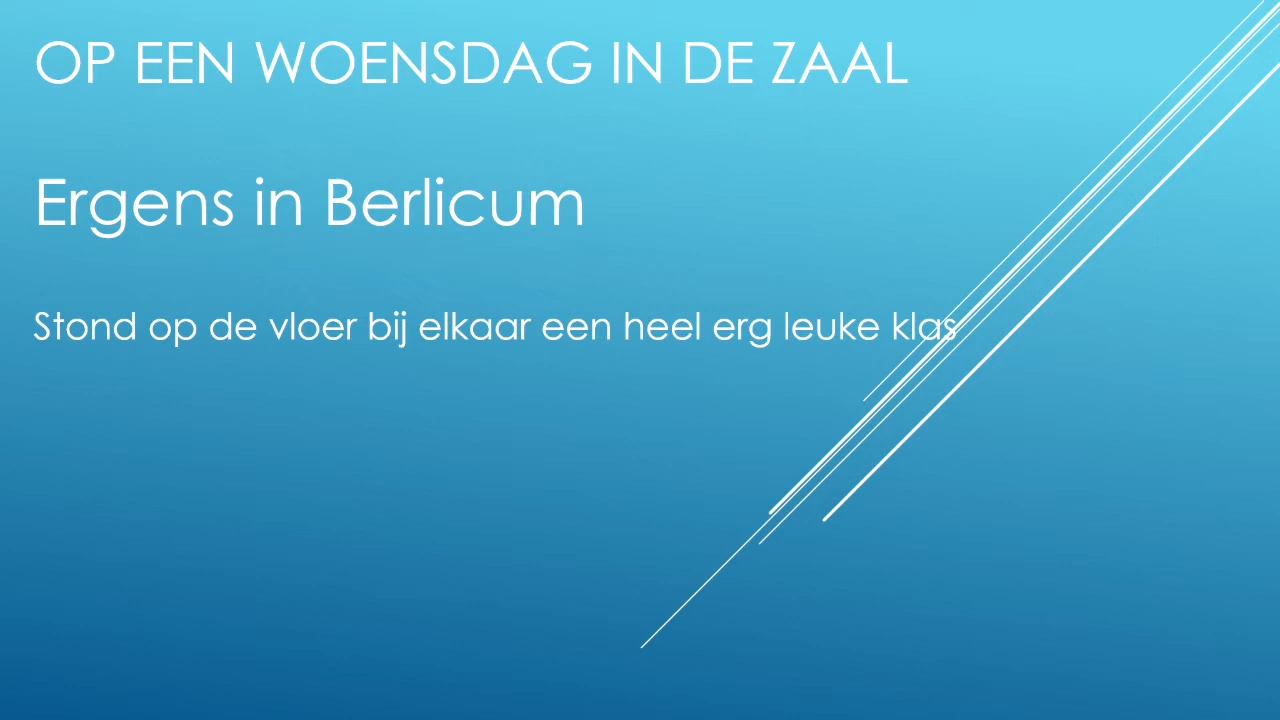 OP EEN WOENSDAG IN DE ZAAL
Ergens in Berlicum
Stond op de vloer bij elkaar een heel erg leuke klas